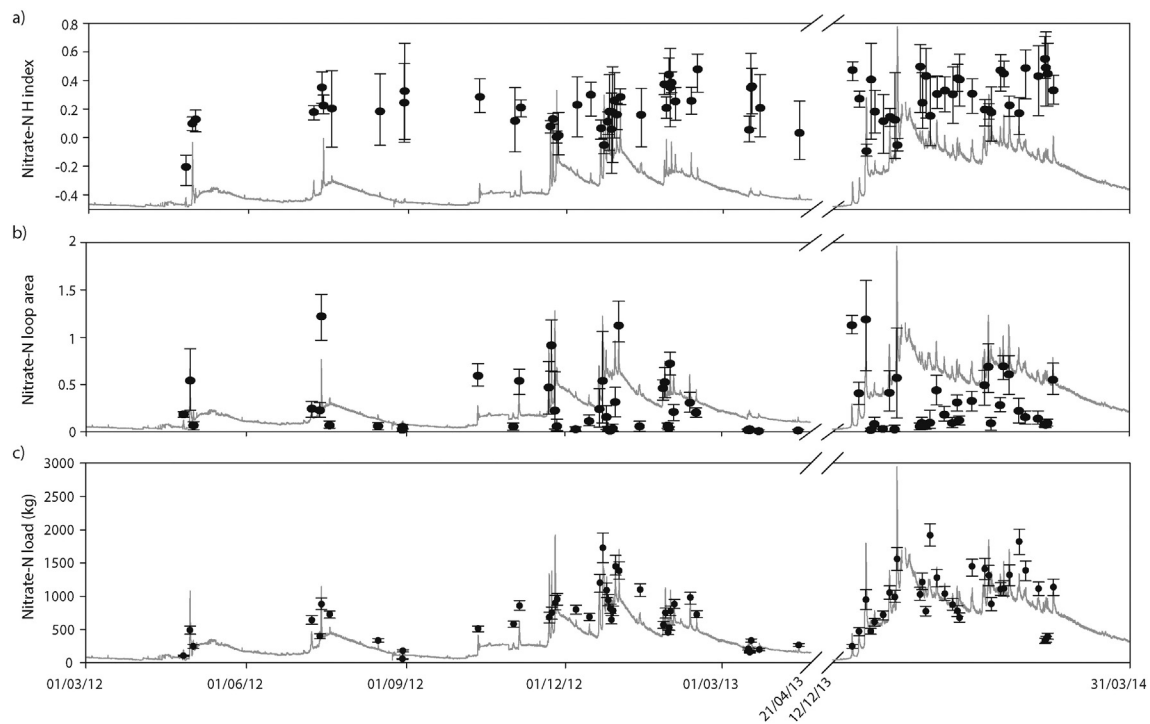 a)
Nitrate-N H index
0.8
0.6
0.4
0.2
0.0
-0.2
-0.4
b)
Nitrate-N loop area
2
1.5
1
0.5
0
c)
Nitrate-N load (kg)
3000
2500
2000
1500
1000
500
0
01/03/12 01/06/12 01/09/12 01/12/12 01/03/13 21/04/13 12/12/13 31/03/14